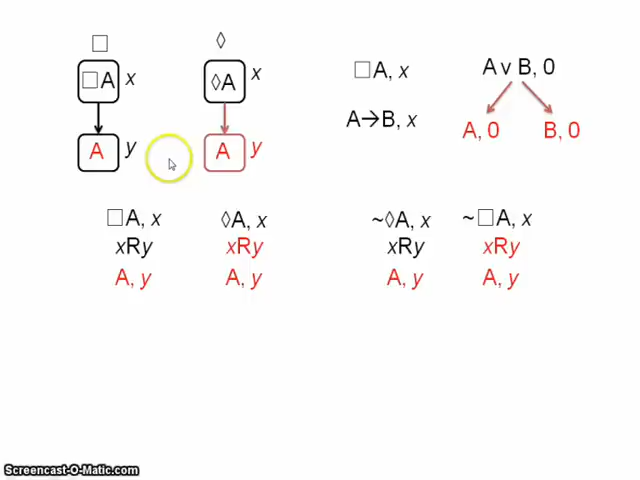 □ ◊
□A x ◊A x
A y A y
□A, x
A→B, x
A v B, 0
A, 0 B, 0
□A, x ◊A, x ~◊A, x ~□A, x
xRy xRy xRy xRy
A, y A, y A, y A, y
Screencast-O-Matic.com